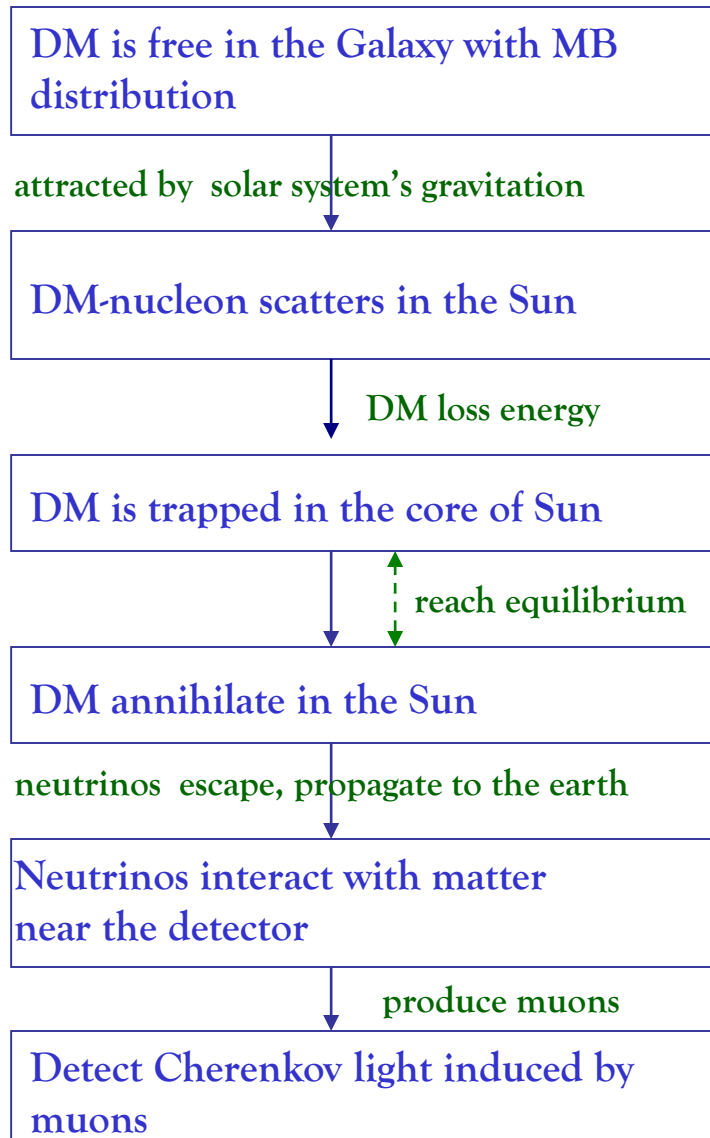 DM is free in the Galaxy with MB
distribution
attracted by solar system's gravitation
DM-nucleon scatters in the Sun
DM loss energy
DM is trapped in the core of Sun
reach equilibrium
DM annihilate in the Sun
neutrinos escape, propagate to the earth
Neutrinos interact with matter
near the detector
produce muons
Detect Cherenkov light induced by
muons